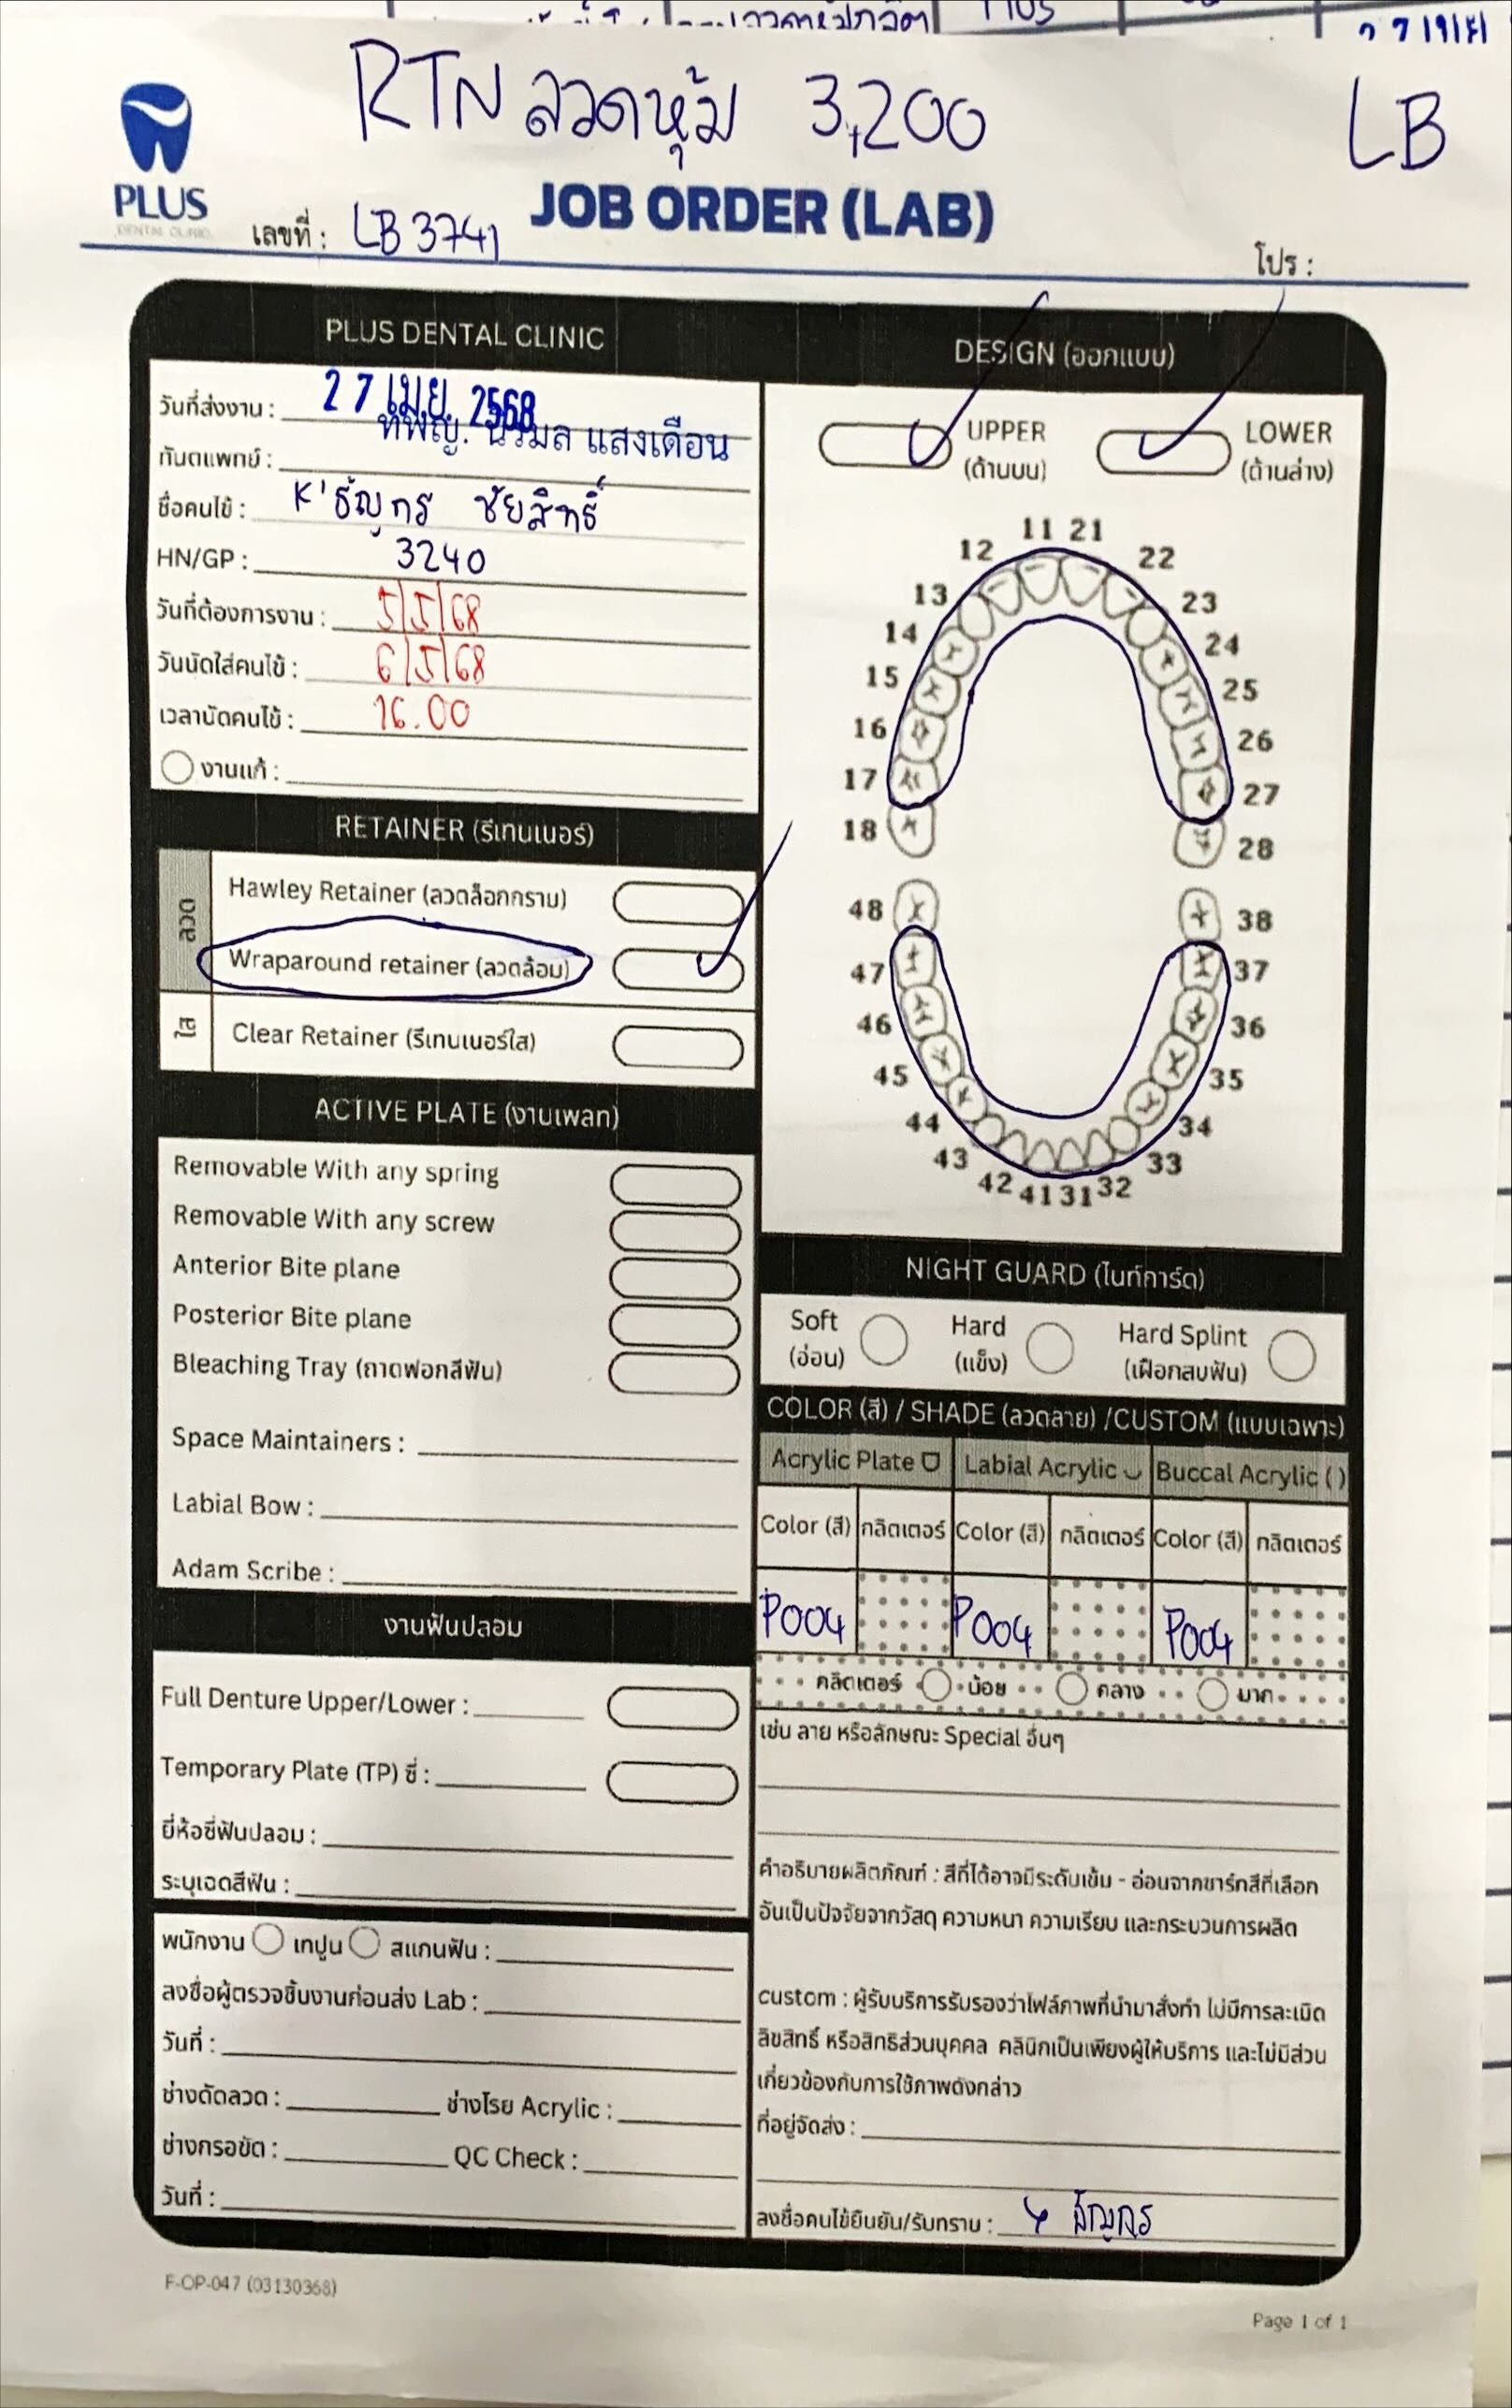 RTN ลวดหุ้ม 3,200
LB
PLUS
DENTAL CLINIC
เลขที่ : LB3741
JOB ORDER (LAB)
โปร :
PLUS DENTAL CLINIC
วันที่ส่งงาน : 27 เม.ย. 2568
ทันตแพทย์ : ทพญ. นิรมล แสงเดือน
ชื่อคนไข้ : K'ธัญกร ชัยสิทธิ์
HN/GP : 3240
วันที่ต้องการงาน : 5/5/68
วันนัดใส่คนไข้ : 6/5/68
เวลานัดคนไข้ : 16.00
งานแก้ :
RETAINER (รีเทนเนอร์)
ลวด
Hawley Retainer (ลวดล็อกกราม)
Wraparound retainer (ลวดล้อม)
ใส
Clear Retainer (รีเทนเนอร์ใส)
ACTIVE PLATE (งานเพลท)
Removable With any spring
Removable With any screw
Anterior Bite plane
Posterior Bite plane
Bleaching Tray (ถาดฟอกสีฟัน)
Space Maintainers :
Labial Bow :
Adam Scribe :
งานฟันปลอม
Full Denture Upper/Lower :
Temporary Plate (TP) ซี่ :
ยี่ห้อซี่ฟันปลอม :
ระบุเฉดสีฟัน :
พนักงาน เทปูน สแกนฟัน :
ลงชื่อผู้ตรวจชิ้นงานก่อนส่ง Lab :
วันที่ :
ช่างดัดลวด : ช่างโรย Acrylic :
ช่างกรอขัด : QC Check :
วันที่ :
DESIGN (ออกแบบ)
UPPER
(ด้านบน)
LOWER
(ด้านล่าง)
11 21
12 22
13 23
14 24
15 25
16 26
17 27
18 28
48 38
47 37
46 36
45 35
44 34
43 33
42 41 31 32
NIGHT GUARD (ไนท์การ์ด)
Soft
(อ่อน)
Hard
(แข็ง)
Hard Splint
(เฝือกสบฟัน)
COLOR (สี) / SHADE (ลวดลาย) /CUSTOM (แบบเฉพาะ)
Acrylic Plate Labial Acrylic Buccal Acrylic ( )
Color (สี) กลิตเตอร์ Color (สี) กลิตเตอร์ Color (สี) กลิตเตอร์
P004 P004 P004
กลิตเตอร์ น้อย กลาง มาก
เช่น ลาย หรือลักษณะ Special อื่นๆ
คำอธิบายผลิตภัณฑ์ : สีที่ได้อาจมีระดับเข้ม - อ่อนจากชาร์กสีที่เลือก
อันเป็นปัจจัยจากวัสดุ ความหนา ความเรียบ และกระบวนการผลิต
custom : ผู้รับบริการรับรองว่าไฟล์ภาพที่นำมาสั่งทำ ไม่มีการละเมิด
ลิขสิทธิ์ หรือสิทธิส่วนบุคคล คลินิกเป็นเพียงผู้ให้บริการ และไม่มีส่วน
เกี่ยวข้องกับการใช้ภาพดังกล่าว
ที่อยู่จัดส่ง :
ลงชื่อคนไข้ยืนยัน/รับทราบ : ธัญกร
F-OP-047 (03130368)
Page 1 of 1